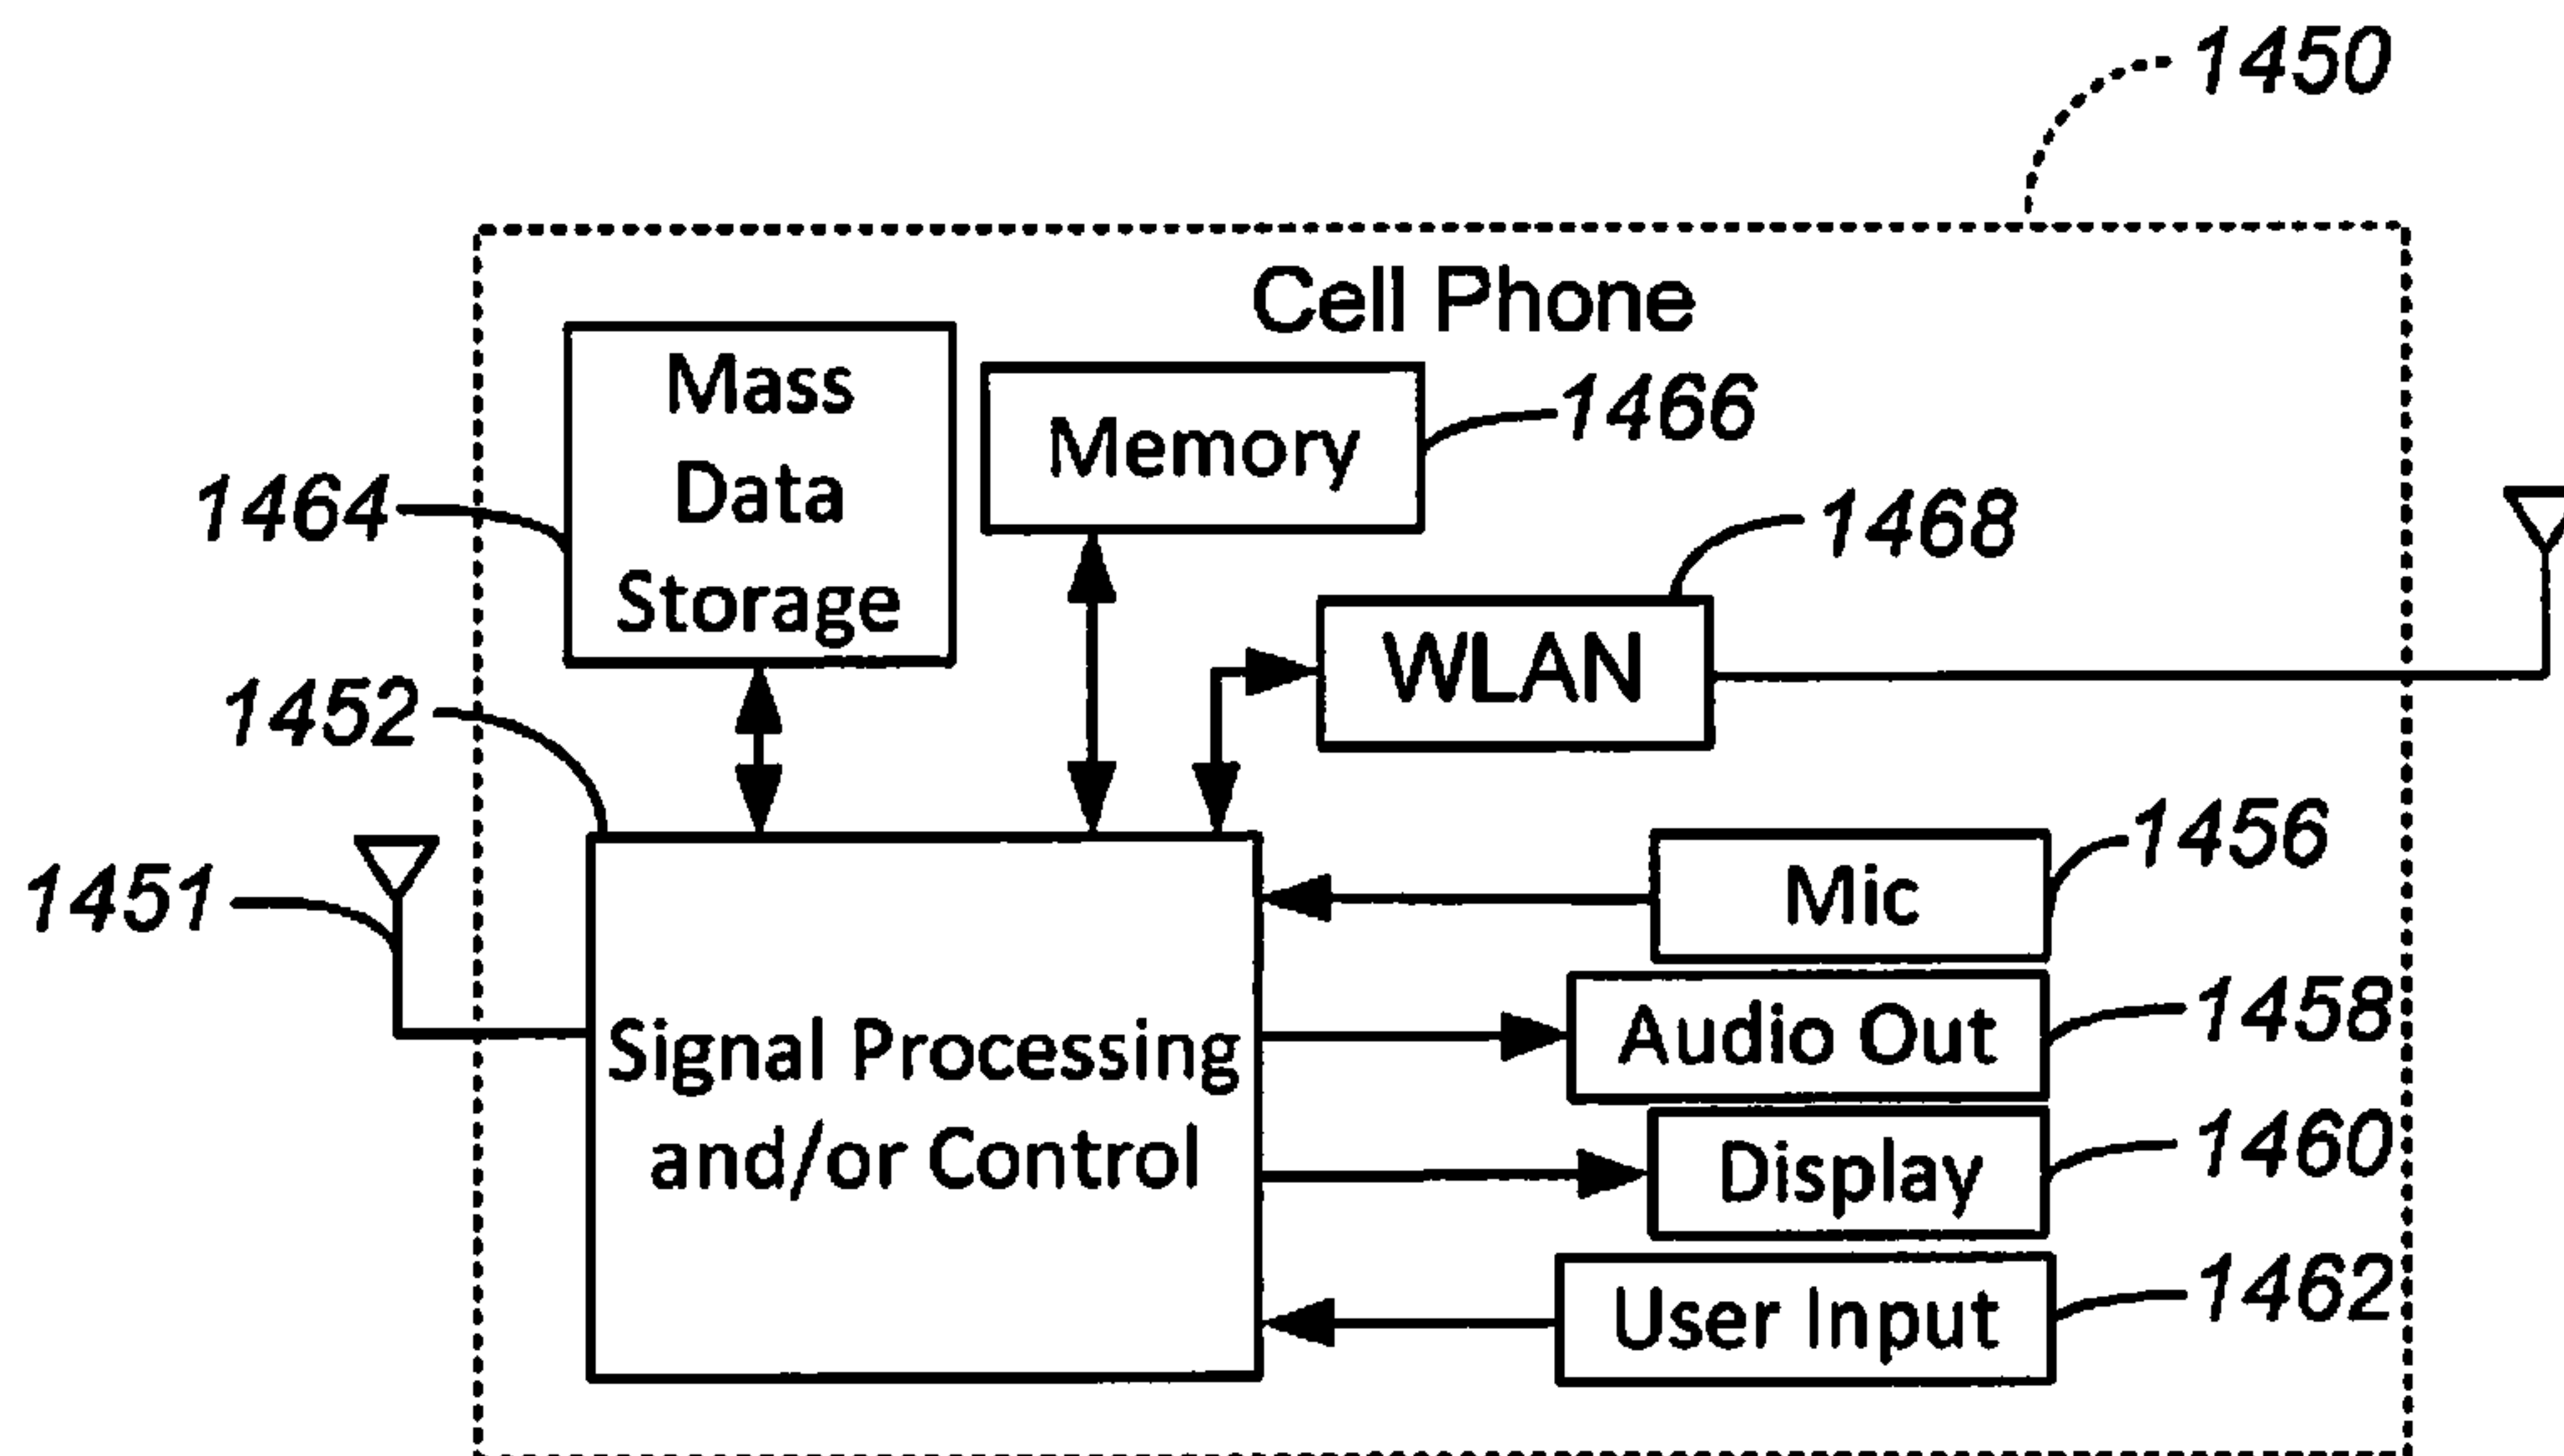 1450
Cell Phone
Mass
Data
Storage
Memory
1466
1464
1468
WLAN
1452
1451
Mic
1456
Signal Processing
and/or Control
Audio Out
1458
Display
1460
User Input
1462